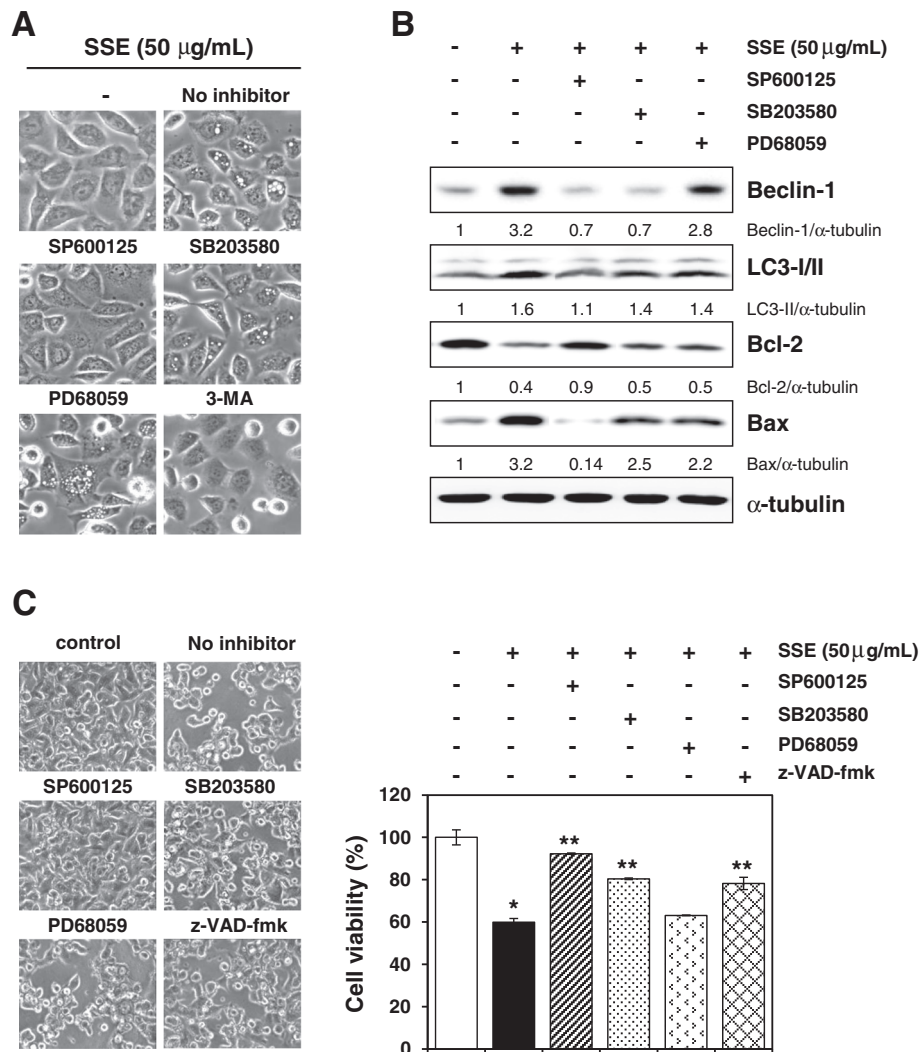 A
SSE (50 μg/mL)
-
No inhibitor
SP600125
SB203580
PD68059
3-MA
B
- + + + + SSE (50μg/mL)
- - + - - SP600125
- - - + - SB203580
- - - - + PD68059
Beclin-1
1 3.2 0.7 0.7 2.8 Beclin-1/α-tubulin
LC3-I/II
1 1.6 1.1 1.4 1.4 LC3-II/α-tubulin
Bcl-2
1 0.4 0.9 0.5 0.5 Bcl-2/α-tubulin
Bax
1 3.2 0.14 2.5 2.2 Bax/α-tubulin
α-tubulin
C
control
No inhibitor
SP600125
SB203580
PD68059
z-VAD-fmk
- + + + + + SSE (50μg/mL)
- - + - - - SP600125
- - - + - - SB203580
- - - - + - PD68059
- - - - - + z-VAD-fmk
Cell viability (%)
120
100
80
60
40
20
0
*
**
**
**